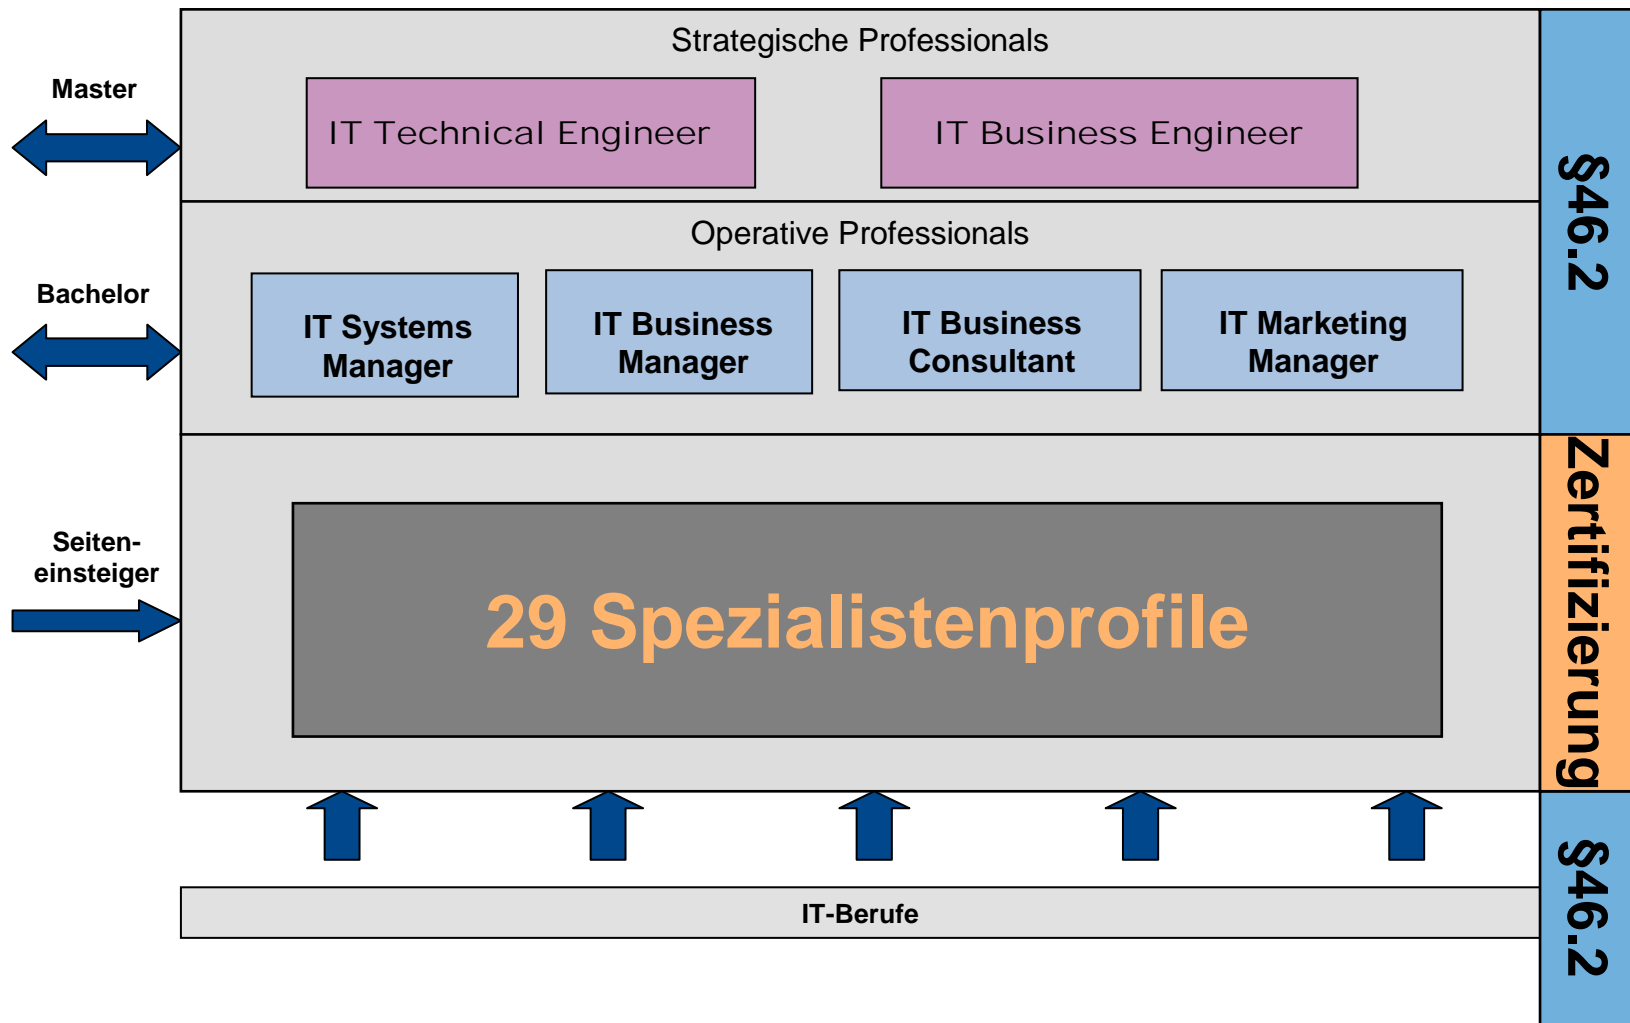 Strategische Professionals
Master
IT Technical Engineer
IT Business Engineer
§46.2
Operative Professionals
Bachelor
IT Systems
Manager
IT Business
Manager
IT Business
Consultant
IT Marketing
Manager
Seiten-
einsteiger
29 Spezialistenprofile
Zertifizierung
IT-Berufe
§46.2